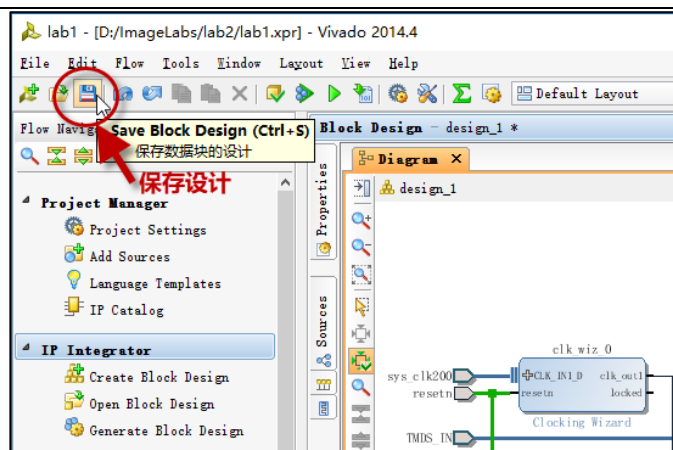 lab1 - [D:/ImageLabs/lab2/lab1.xpr] - Vivado 2014.4
File Edit Flow Tools Window Layout View Help
Default Layout
Flow Navig
Save Block Design (Ctrl+S)
保存数据块的设计
保存设计
Block Design - design_1 *
Diagram
design_1
Properties
Sources
Project Manager
Project Settings
Add Sources
Language Templates
IP Catalog
IP Integrator
Create Block Design
Open Block Design
Generate Block Design
clk_wiz_0
sys_clk200
CLK_IN1_D clk_out1
resetn
resetn locked
Clocking Wizard
TMDS_IN